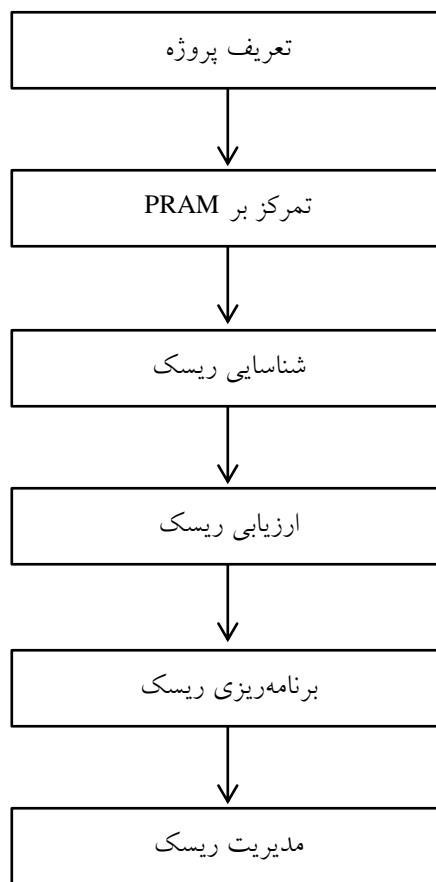 تعریف پروژه
تمرکز بر PRAM
شناسایی ریسک
ارزیابی ریسک
برنامه‌ریزی ریسک
مدیریت ریسک